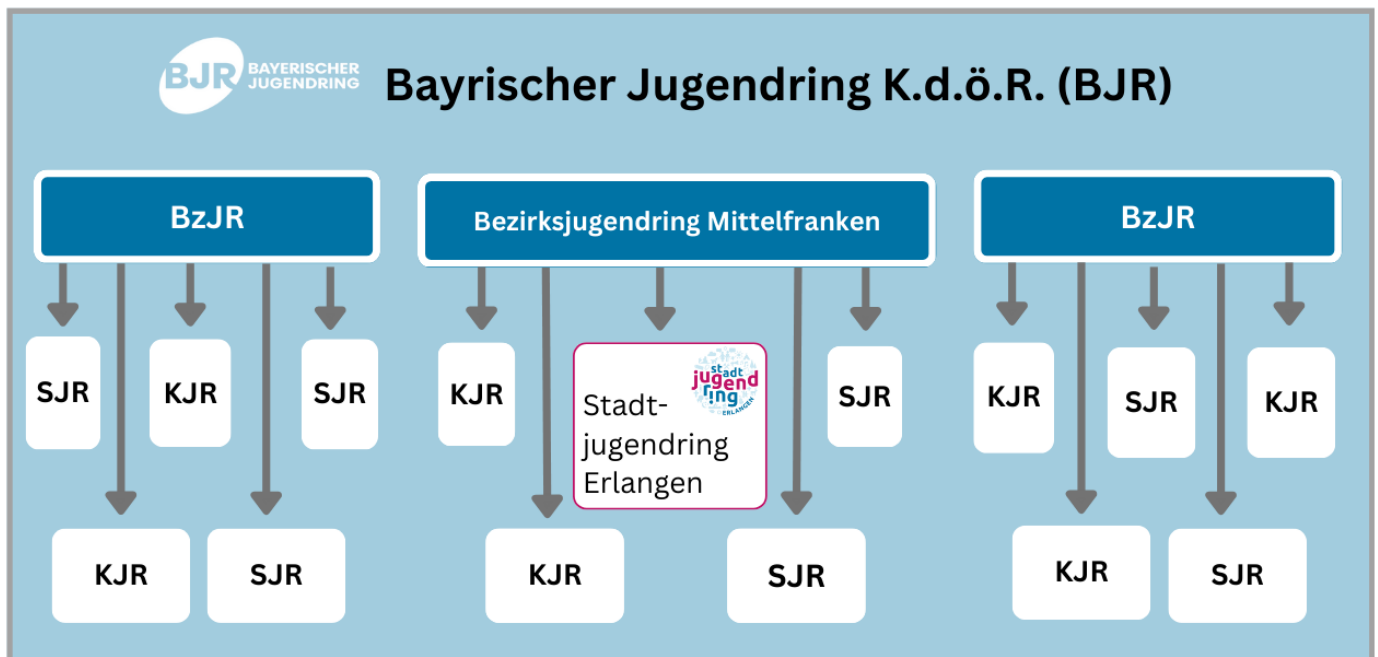 BJR BAYERISCHER
JUGENDRING
Bayrischer Jugendring K.d.ö.R. (BJR)
BzJR
Bezirksjugendring Mittelfranken
BzJR
SJR
KJR
SJR
KJR
Stadt-
jugendring
Erlangen
stadt
jugend
ring
ERLANGEN
SJR
KJR
SJR
KJR
KJR
SJR
KJR
SJR
KJR
SJR